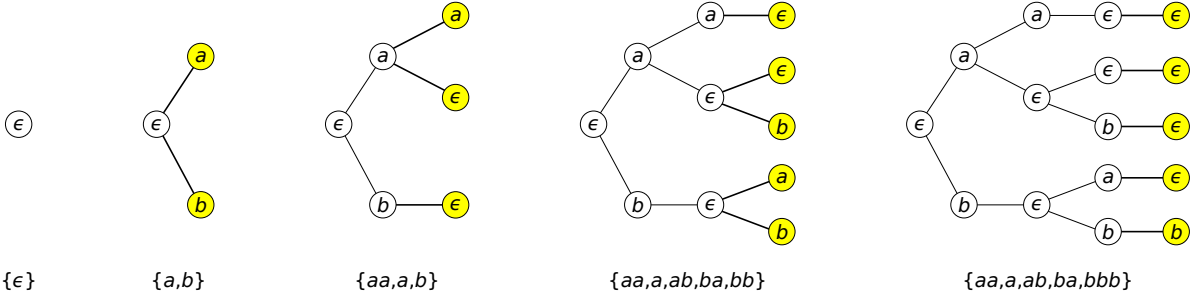 a a ϵ a ϵ ϵ
a a a ϵ a ϵ ϵ
ϵ ϵ b ϵ b ϵ
ϵ ϵ ϵ ϵ ϵ
a a ϵ
b b ϵ b ϵ b ϵ
b b b
{ϵ} {a,b} {aa,a,b} {aa,a,ab,ba,bb} {aa,a,ab,ba,bbb}